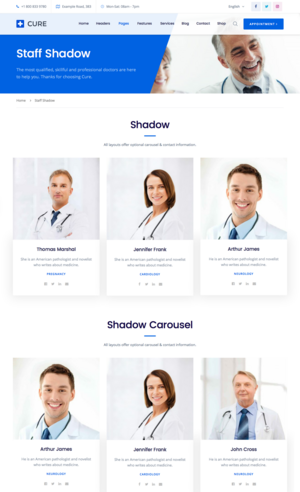 +1 800 833 9780 Example Road, 284 Mon-Sat: 08am - 7pm English
CURE Home Headers Pages Features Services Blog Contact Shop APPOINTMENT
Staff Shadow
The most qualified, skillful and professional doctors are here
to help you. Thanks for choosing Cure.
Home Staff Shadow
Shadow
All layouts offer optional carousel & contact information.
Thomas Marshal
She is an American pathologist and novelist
who writes about medicine.
PREGNANCY
Jennifer Frank
She is an American pathologist and novelist
who writes about medicine.
CARDIOLOGY
Arthur James
He is an American pathologist and novelist
who writes about medicine.
NEUROLOGY
Shadow Carousel
All layouts offer optional carousel & contact information.
Arthur James
He is an American pathologist and novelist
who writes about medicine.
NEUROLOGY
Jennifer Frank
She is an American pathologist and novelist
who writes about medicine.
CARDIOLOGY
John Cross
He is an American pathologist and novelist
who writes about medicine.
NEUROLOGY